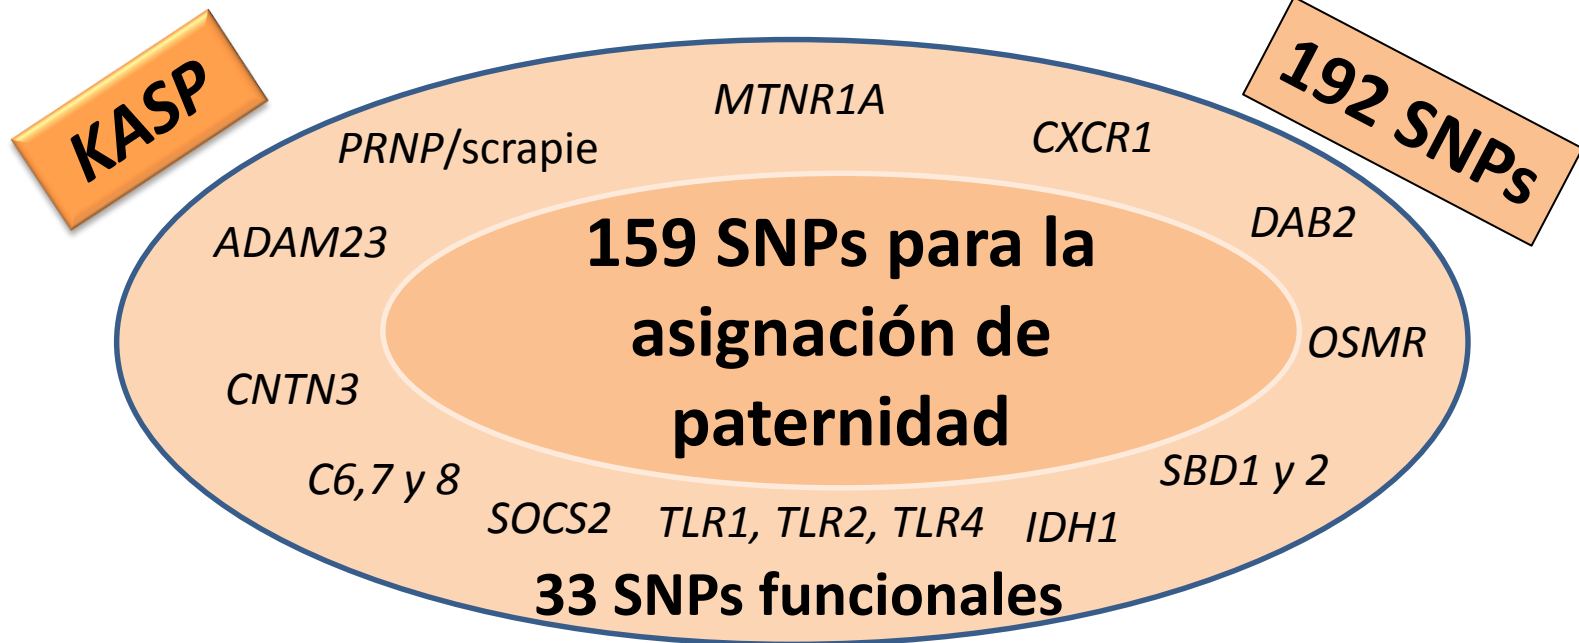 KASP
192 SNPs
MTNR1A
CXCR1
PRNP/scrapie
DAB2
ADAM23
159 SNPs para la
asignación de
paternidad
OSMR
CNTN3
C6,7 y 8
SBD1 y 2
SOCS2
TLR1, TLR2, TLR4
IDH1
33 SNPs funcionales